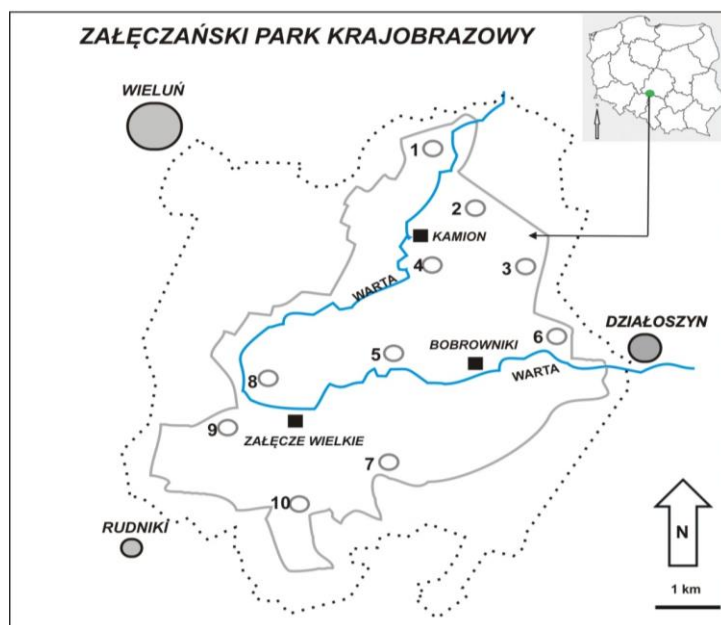 ZAŁĘCZAŃSKI PARK KRAJOBRAZOWY
WIELUŃ
1
2
KAMION
4
3
WARTA
DZIAŁOSZYN
6
BOBROWNIKI
5
WARTA
8
9
ZAŁĘCZE WIELKIE
7
10
RUDNIKI
N
1 km